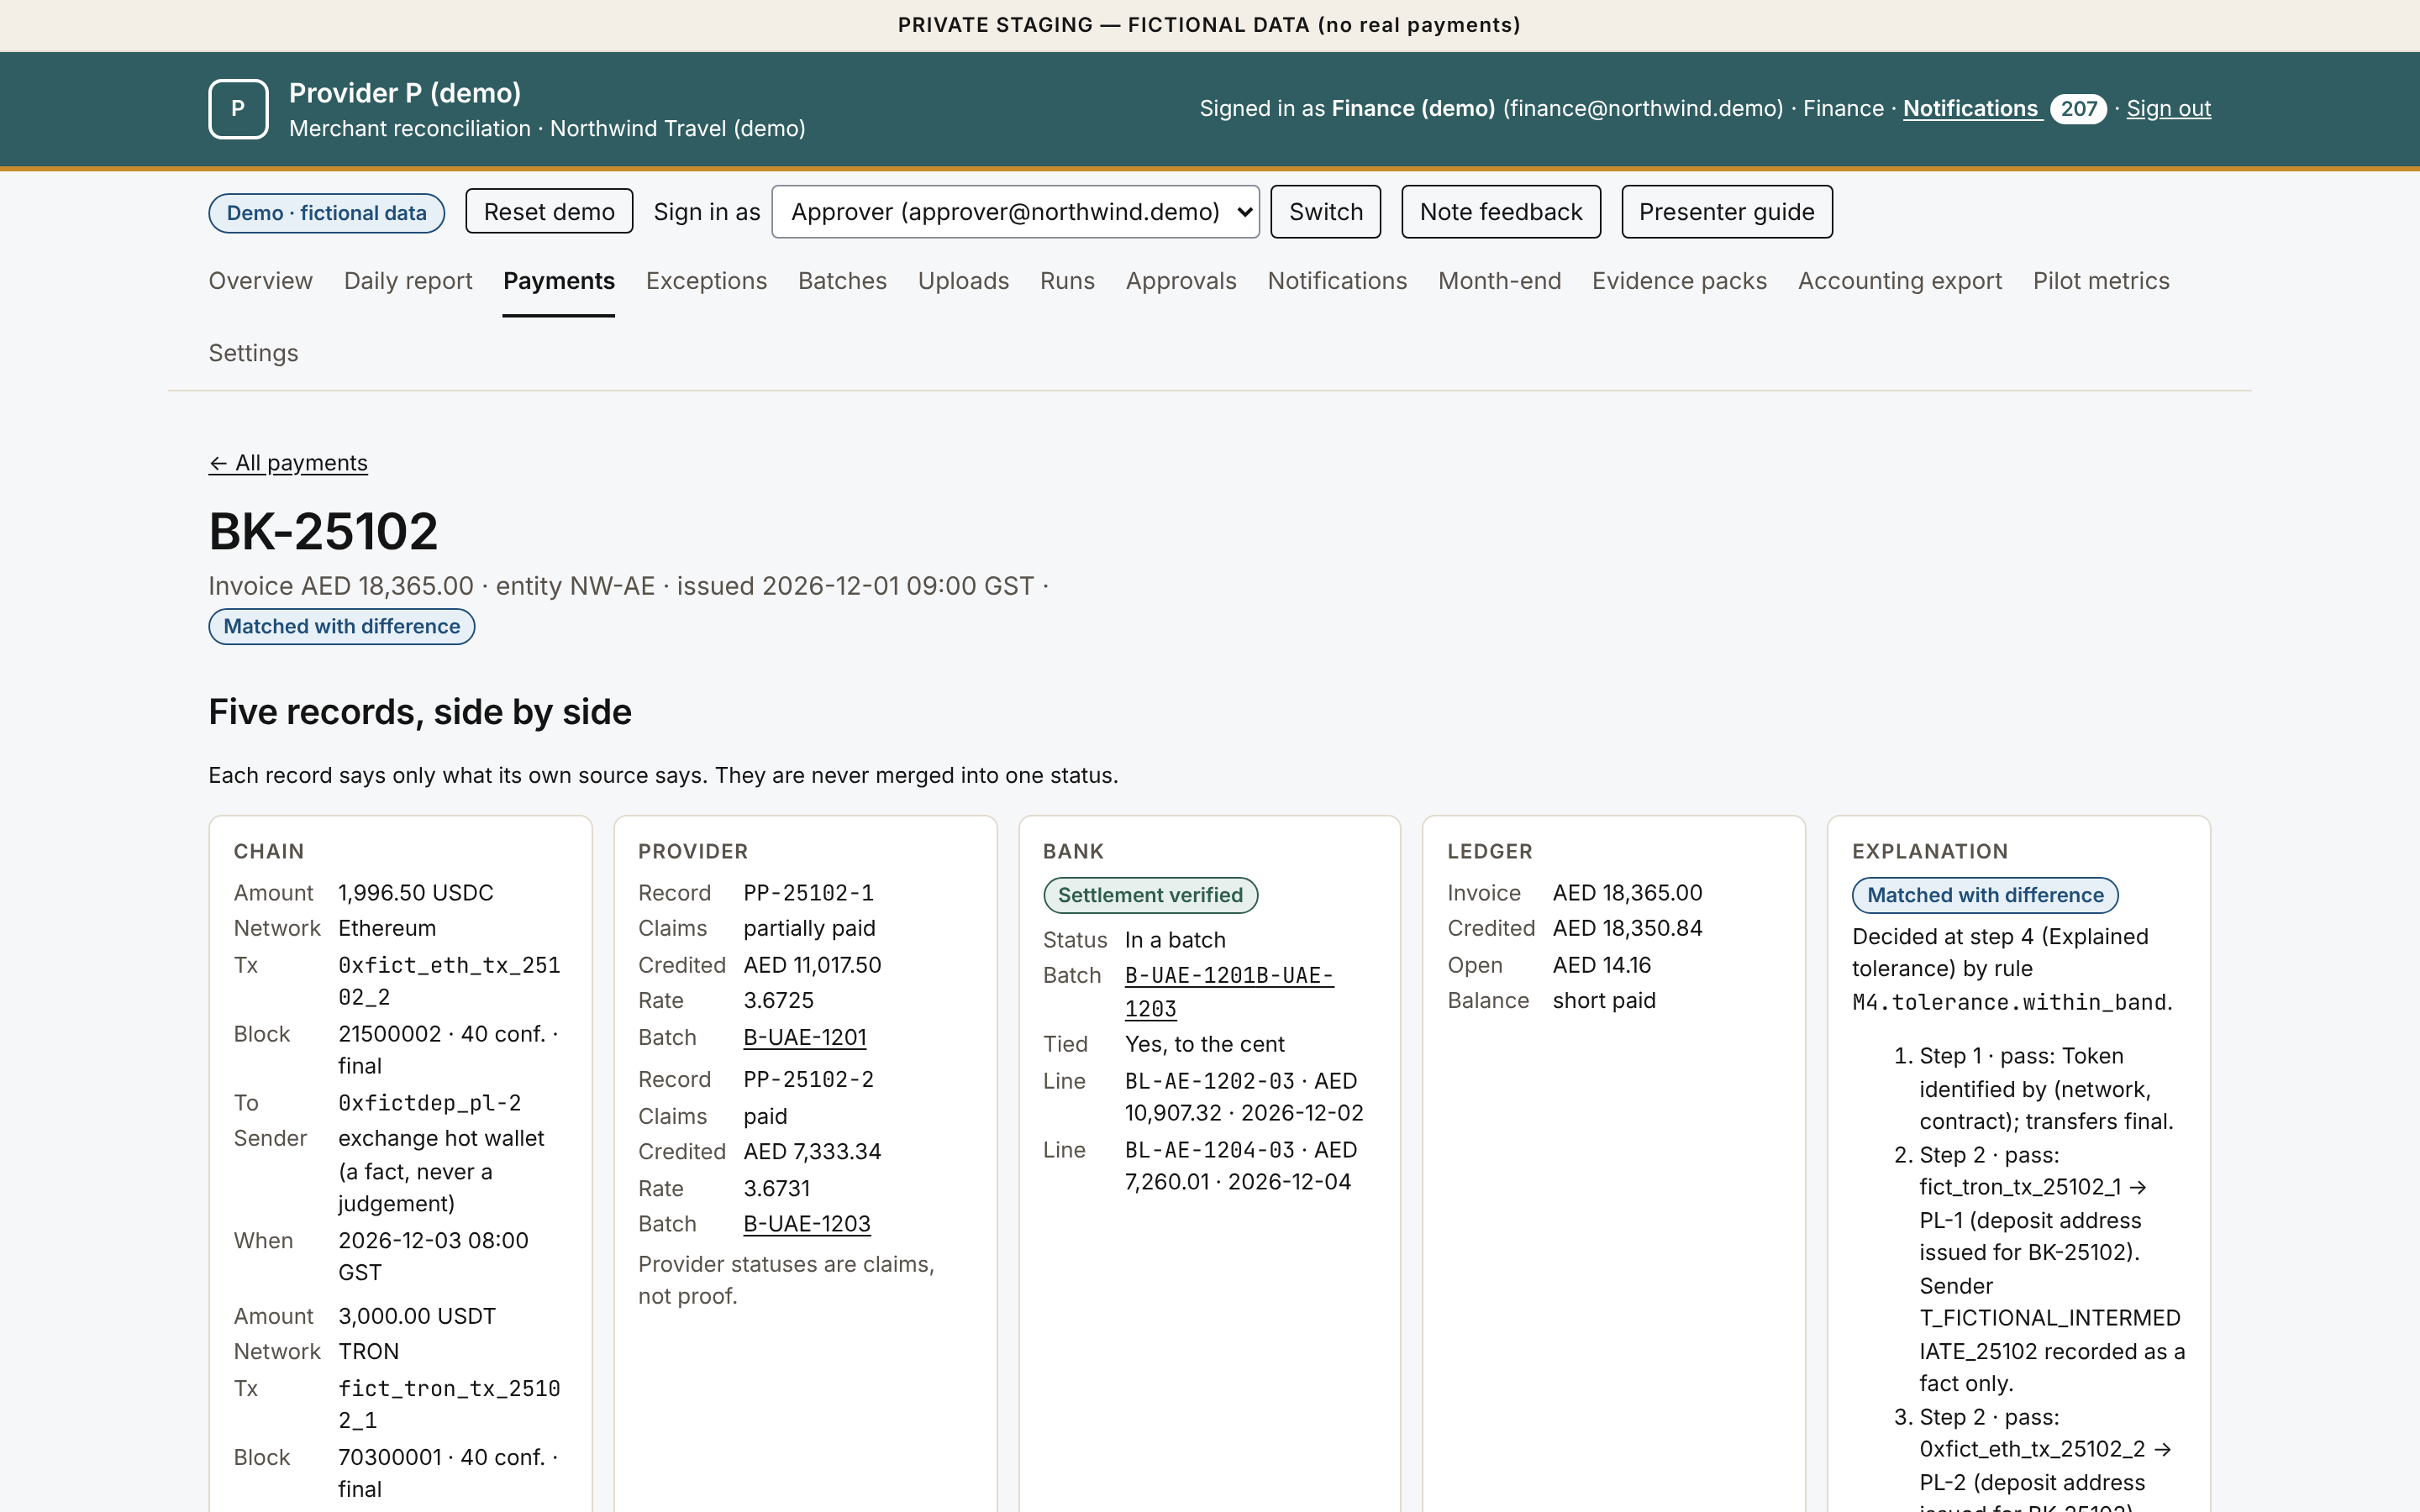 PRIVATE STAGING — FICTIONAL DATA (no real payments)
P
Provider P (demo)
Merchant reconciliation · Northwind Travel (demo)
Signed in as Finance (demo) (finance@northwind.demo) · Finance · Notifications 207 · Sign out
Demo · fictional data
Reset demo
Sign in as
Approver (approver@northwind.demo)
Switch
Note feedback
Presenter guide
Overview Daily report Payments Exceptions Batches Uploads Runs Approvals Notifications Month-end Evidence packs Accounting export Pilot metrics
Settings
← All payments
BK-25102
Invoice AED 18,365.00 · entity NW-AE · issued 2026-12-01 09:00 GST ·
Matched with difference
Five records, side by side
Each record says only what its own source says. They are never merged into one status.
CHAIN
Amount 1,996.50 USDC
Network Ethereum
Tx 0xfict_eth_tx_251
02_2
Block 21500002 · 40 conf. ·
final
To 0xfictdep_pl-2
Sender exchange hot wallet
(a fact, never a
judgement)
When 2026-12-03 08:00
GST
Amount 3,000.00 USDT
Network TRON
Tx fict_tron_tx_2510
2_1
Block 70300001 · 40 conf. ·
final
PROVIDER
Record PP-25102-1
Claims partially paid
Credited AED 11,017.50
Rate 3.6725
Batch B-UAE-1201
Record PP-25102-2
Claims paid
Credited AED 7,333.34
Rate 3.6731
Batch B-UAE-1203
Provider statuses are claims,
not proof.
BANK
Settlement verified
Status In a batch
Batch B-UAE-1201B-UAE-
1203
Tied Yes, to the cent
Line BL-AE-1202-03 · AED
10,907.32 · 2026-12-02
Line BL-AE-1204-03 · AED
7,260.01 · 2026-12-04
LEDGER
Invoice AED 18,365.00
Credited AED 18,350.84
Open AED 14.16
Balance short paid
EXPLANATION
Matched with difference
Decided at step 4 (Explained
tolerance) by rule
M4.tolerance.within_band.
1. Step 1 · pass: Token
identified by (network,
contract); transfers final.
2. Step 2 · pass:
fict_tron_tx_25102_1 →
PL-1 (deposit address
issued for BK-25102).
Sender
T_FICTIONAL_INTERMED
IATE_25102 recorded as a
fact only.
3. Step 2 · pass:
0xfict_eth_tx_25102_2 →
PL-2 (deposit address
issued for BK-25102)